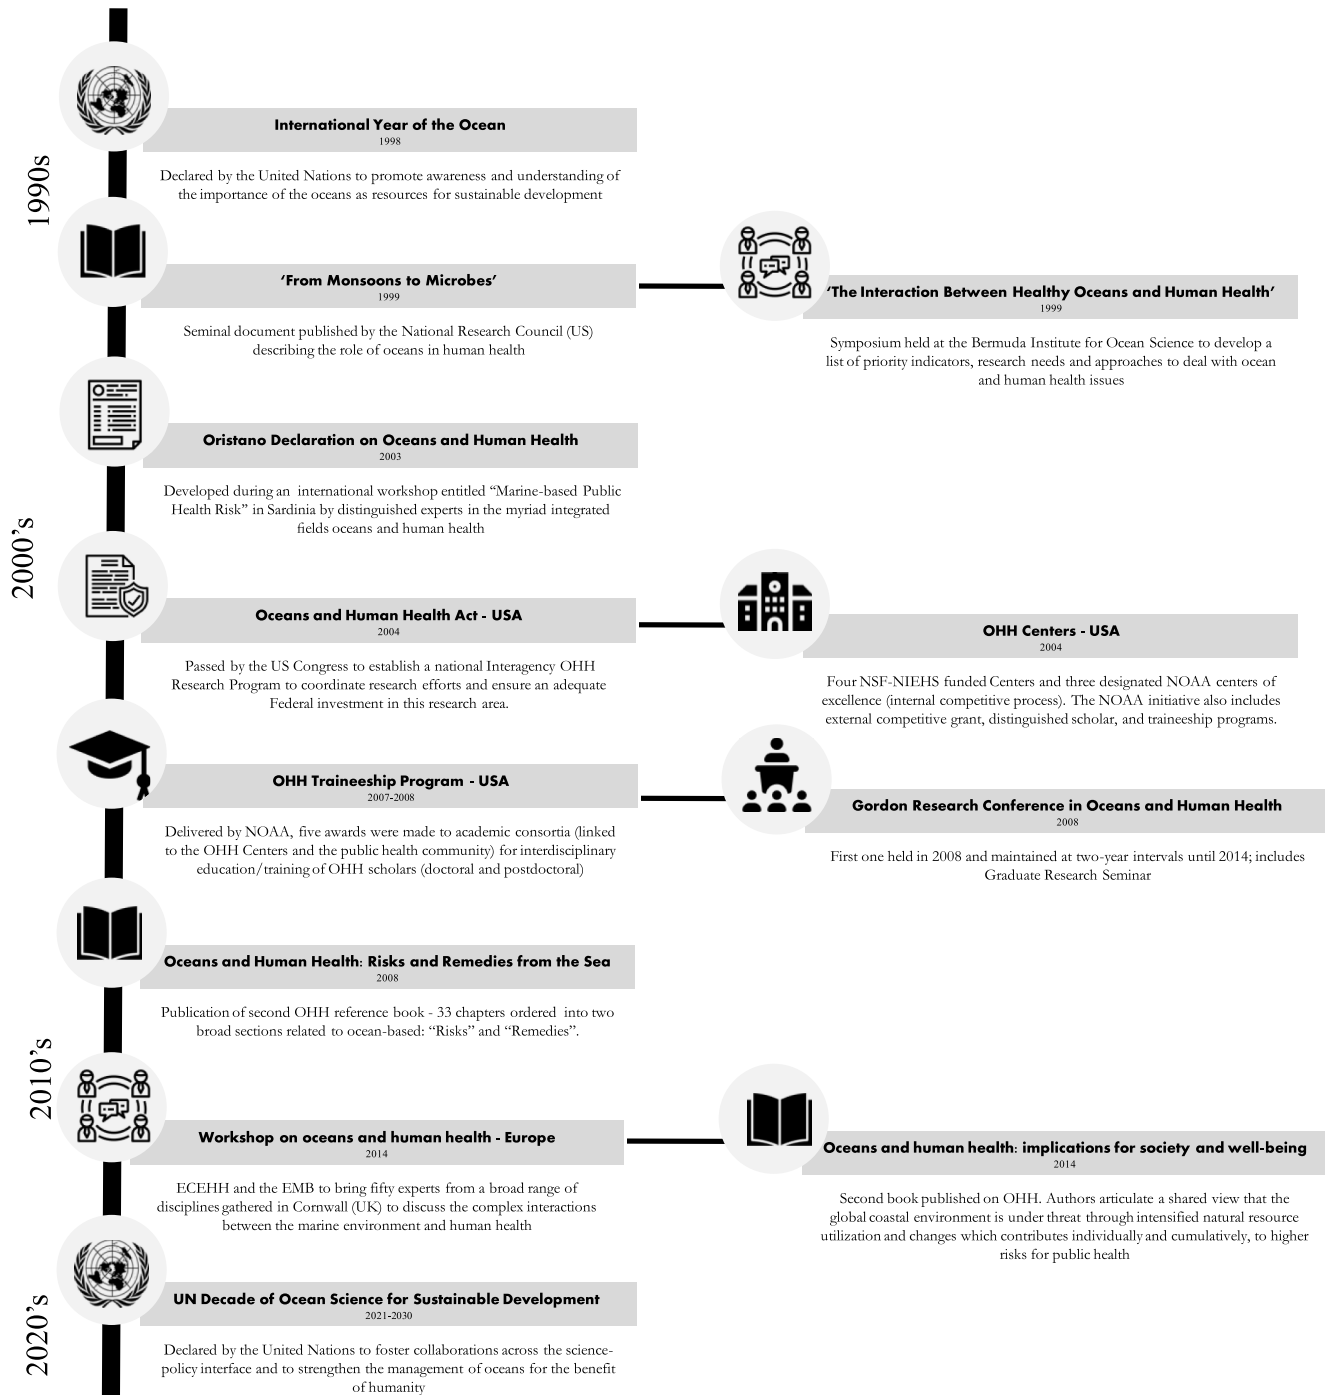 1990s
International Year of the Ocean
1998
Declared by the United Nations to promote awareness and understanding of
the importance of the oceans as resources for sustainable development
'From Monsoons to Microbes'
1999
Seminal document published by the National Research Council (US)
describing the role of oceans in human health
'The Interaction Between Healthy Oceans and Human Health'
1999
Symposium held at the Bermuda Institute for Ocean Science to develop a
list of priority indicators, research needs and approaches to deal with ocean
and human health issues
2000's
Oristano Declaration on Oceans and Human Health
2003
Developed during an international workshop entitled “Marine-based Public
Health Risk” in Sardinia by distinguished experts in the myriad integrated
fields oceans and human health
Oceans and Human Health Act - USA
2004
Passed by the US Congress to establish a national Interagency OHH
Research Program to coordinate research efforts and ensure an adequate
Federal investment in this research area.
OHH Centers - USA
2004
Four NSF-NIEHS funded Centers and three designated NOAA centers of
excellence (internal competitive process). The NOAA initiative also includes
external competitive grant, distinguished scholar, and traineeship programs.
OHH Traineeship Program - USA
2007-2008
Delivered by NOAA, five awards were made to academic consortia (linked
to the OHH Centers and the public health community) for interdisciplinary
education/training of OHH scholars (doctoral and postdoctoral)
Gordon Research Conference in Oceans and Human Health
2008
First one held in 2008 and maintained at two-year intervals until 2014; includes
Graduate Research Seminar
Oceans and Human Health: Risks and Remedies from the Sea
2008
Publication of second OHH reference book - 33 chapters ordered into two
broad sections related to ocean-based: “Risks” and “Remedies”.
2010's
Workshop on oceans and human health - Europe
2014
ECEHH and the EMB to bring fifty experts from a broad range of
disciplines gathered in Cornwall (UK) to discuss the complex interactions
between the marine environment and human health
Oceans and human health: implications for society and well-being
2014
Second book published on OHH. Authors articulate a shared view that the
global coastal environment is under threat through intensified natural resource
utilization and changes which contributes individually and cumulatively, to higher
risks for public health
2020's
UN Decade of Ocean Science for Sustainable Development
2021-2030
Declared by the United Nations to foster collaborations across the science-
policy interface and to strengthen the management of oceans for the benefit
of humanity